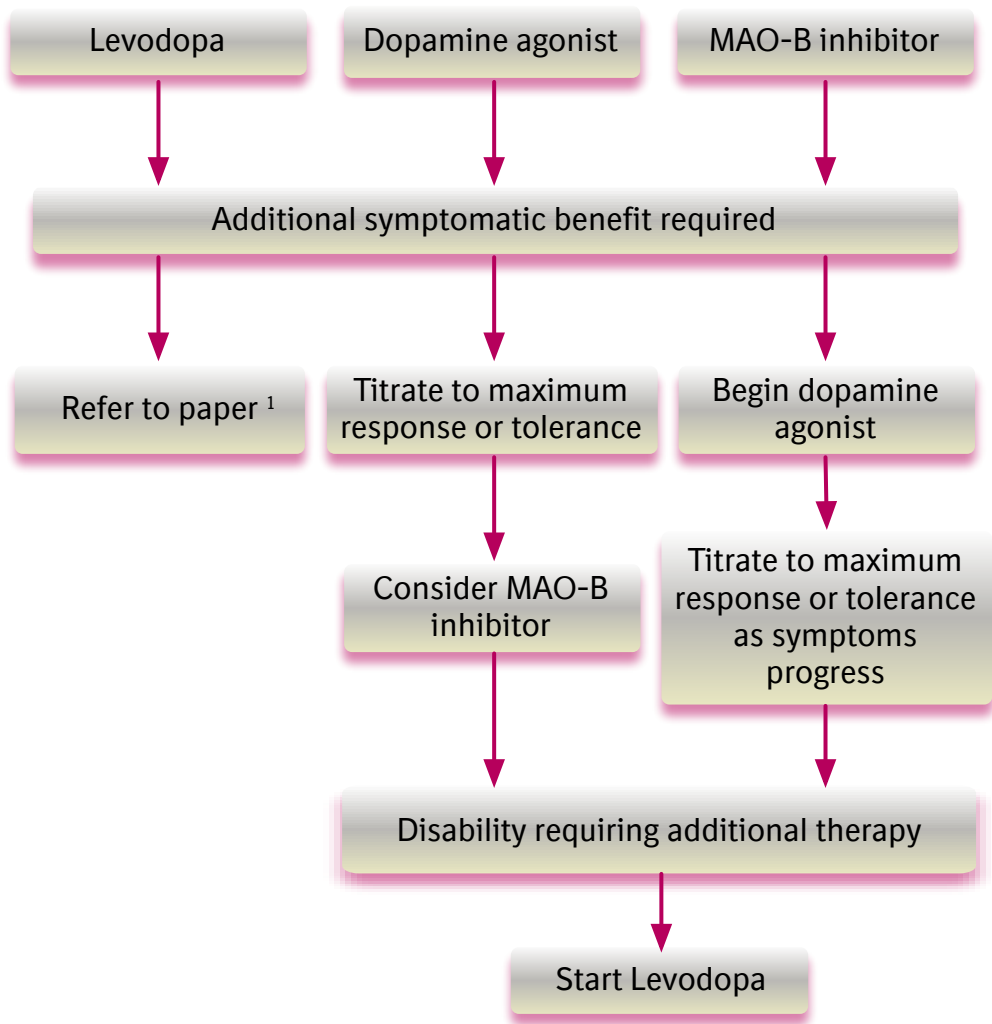 Levodopa
Dopamine agonist
MAO-B inhibitor
Additional symptomatic benefit required
Refer to paper ¹
Titrate to maximum
response or tolerance
Begin dopamine
agonist
Consider MAO-B
inhibitor
Titrate to maximum
response or tolerance
as symptoms
progress
Disability requiring additional therapy
Start Levodopa